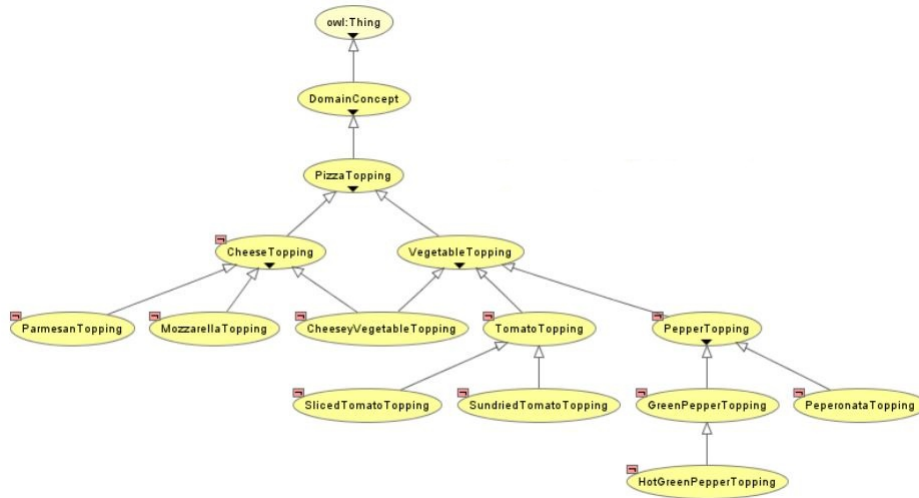 owl:Thing
DomainConcept
PizzaTopping
CheeseTopping
VegetableTopping
ParmesanTopping
MozzarellaTopping
CheeseyVegetableTopping
TomatoTopping
PepperTopping
SlicedTomatoTopping
SundriedTomatoTopping
GreenPepperTopping
PeperonataTopping
HotGreenPepperTopping